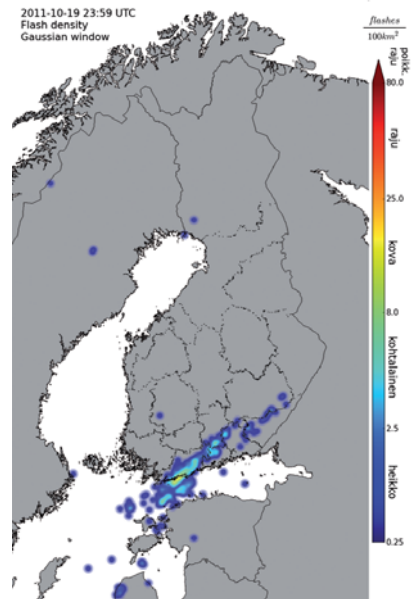 2011-10-19 23:59 UTC
Flash density
Gaussian window
flashes
100km²
poikk.
raju
80.0
raju
25.0
kova
8.0
kohtalainen
2.5
heikko
0.25